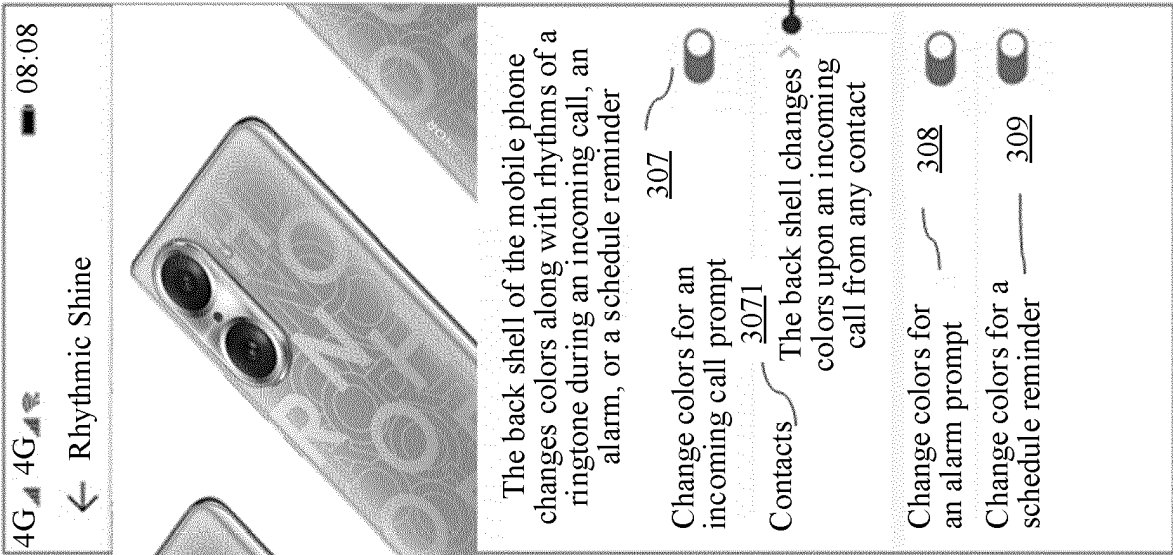 4G 4G 08:08
← Rhythmic Shine
HONOR
The back shell of the mobile phone
changes colors along with rhythms of a
ringtone during an incoming call, an
alarm, or a schedule reminder
307
Change colors for an
incoming call prompt
3071
Contacts
The back shell changes >
colors upon an incoming
call from any contact
308
Change colors for
an alarm prompt
309
Change colors for a
schedule reminder